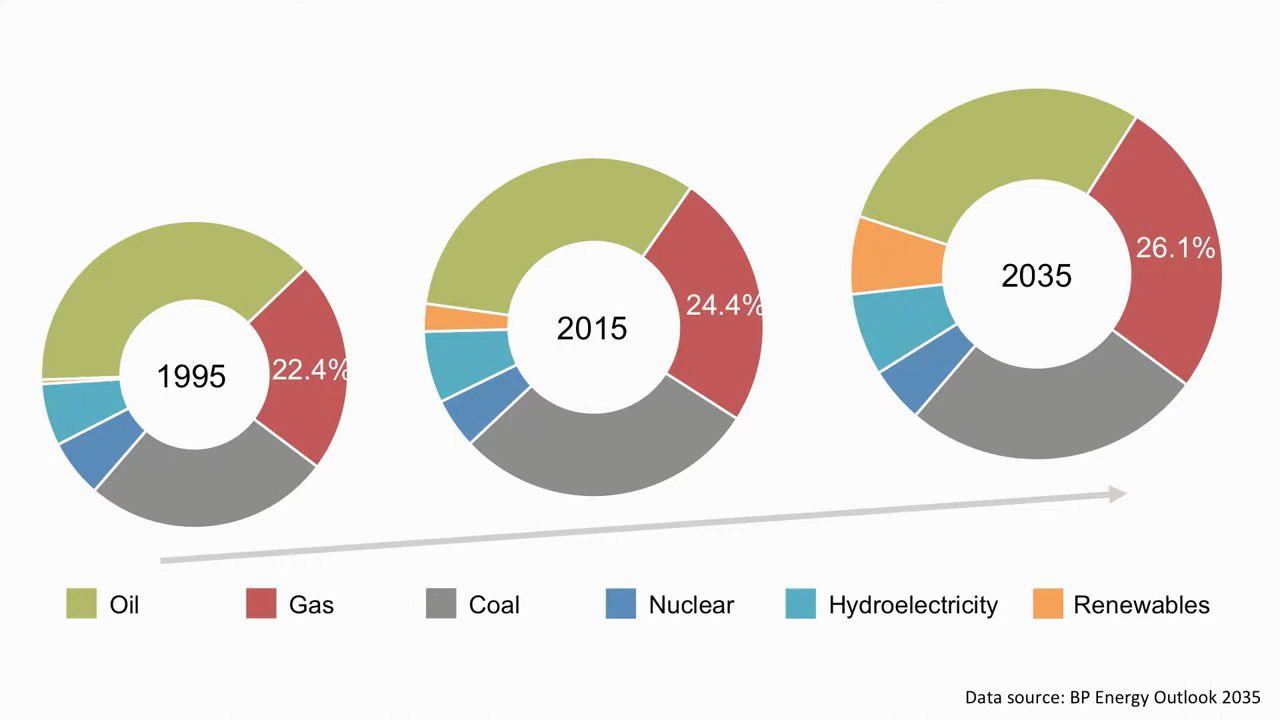 26.1%
2035
24.4%
2015
22.4%
1995
Oil
Gas
Coal
Nuclear
Hydroelectricity
Renewables
Data source: BP Energy Outlook 2035